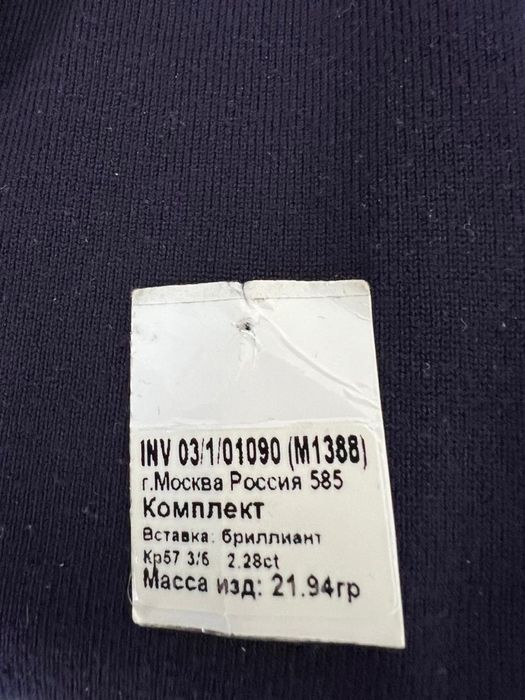 INV 03/1/01090 (M1388)
г.Москва Россия 585
Комплект
Вставка: бриллиант
Кр57 3/6 2.28ct
Масса изд: 21.94гр